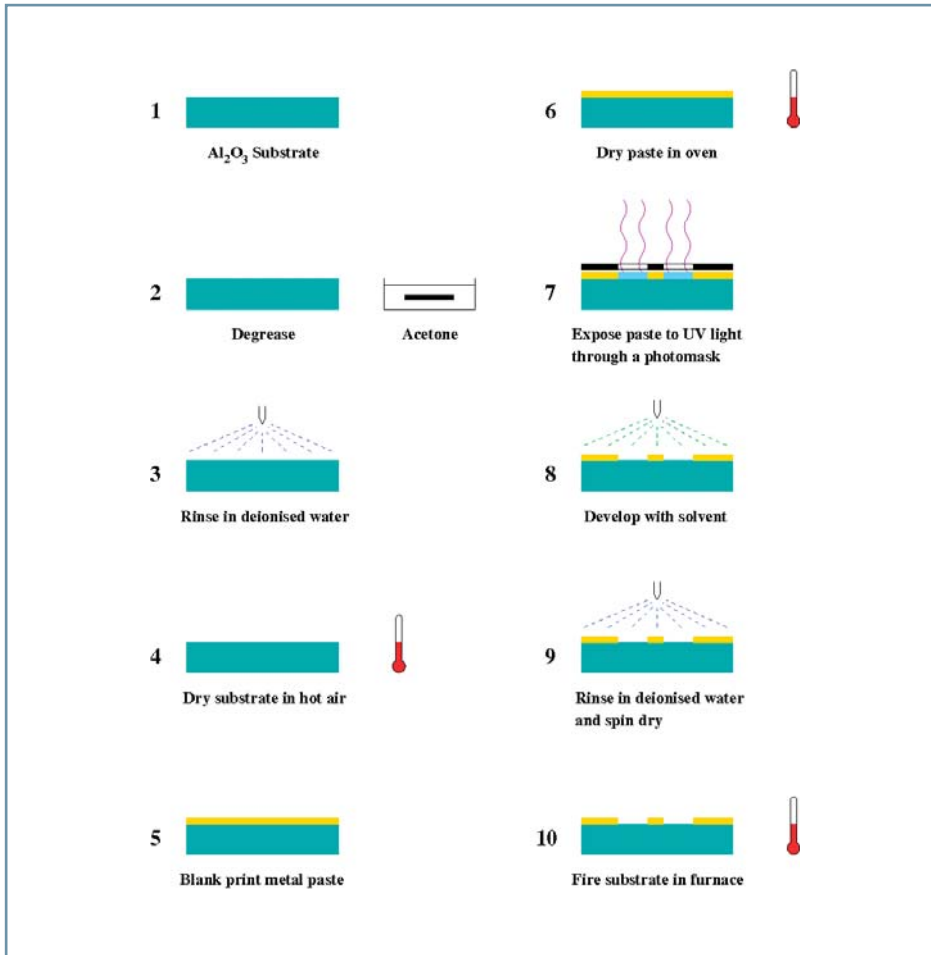 1
Al₂O₃ Substrate
2
Degrease
Acetone
3
Rinse in deionised water
4
Dry substrate in hot air
5
Blank print metal paste
6
Dry paste in oven
7
Expose paste to UV light
through a photomask
8
Develop with solvent
9
Rinse in deionised water
and spin dry
10
Fire substrate in furnace